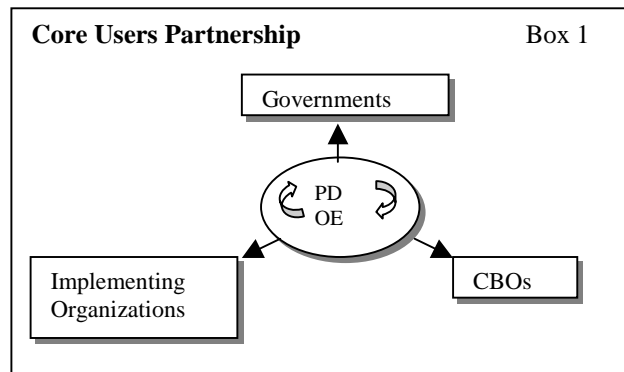 Core Users Partnership Box 1
Governments
PD
OE
Implementing
Organizations
CBOs